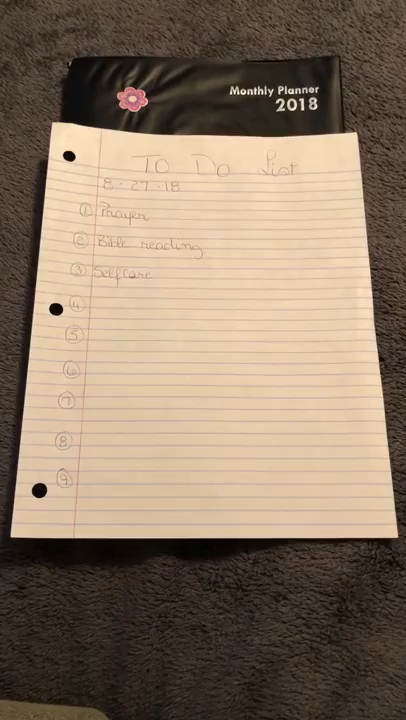 Monthly Planner
2018
To Do List
8·27·18
① Prayer
② Bible reading
③ Selfcare
④
⑤
⑥
⑦
⑧
⑨